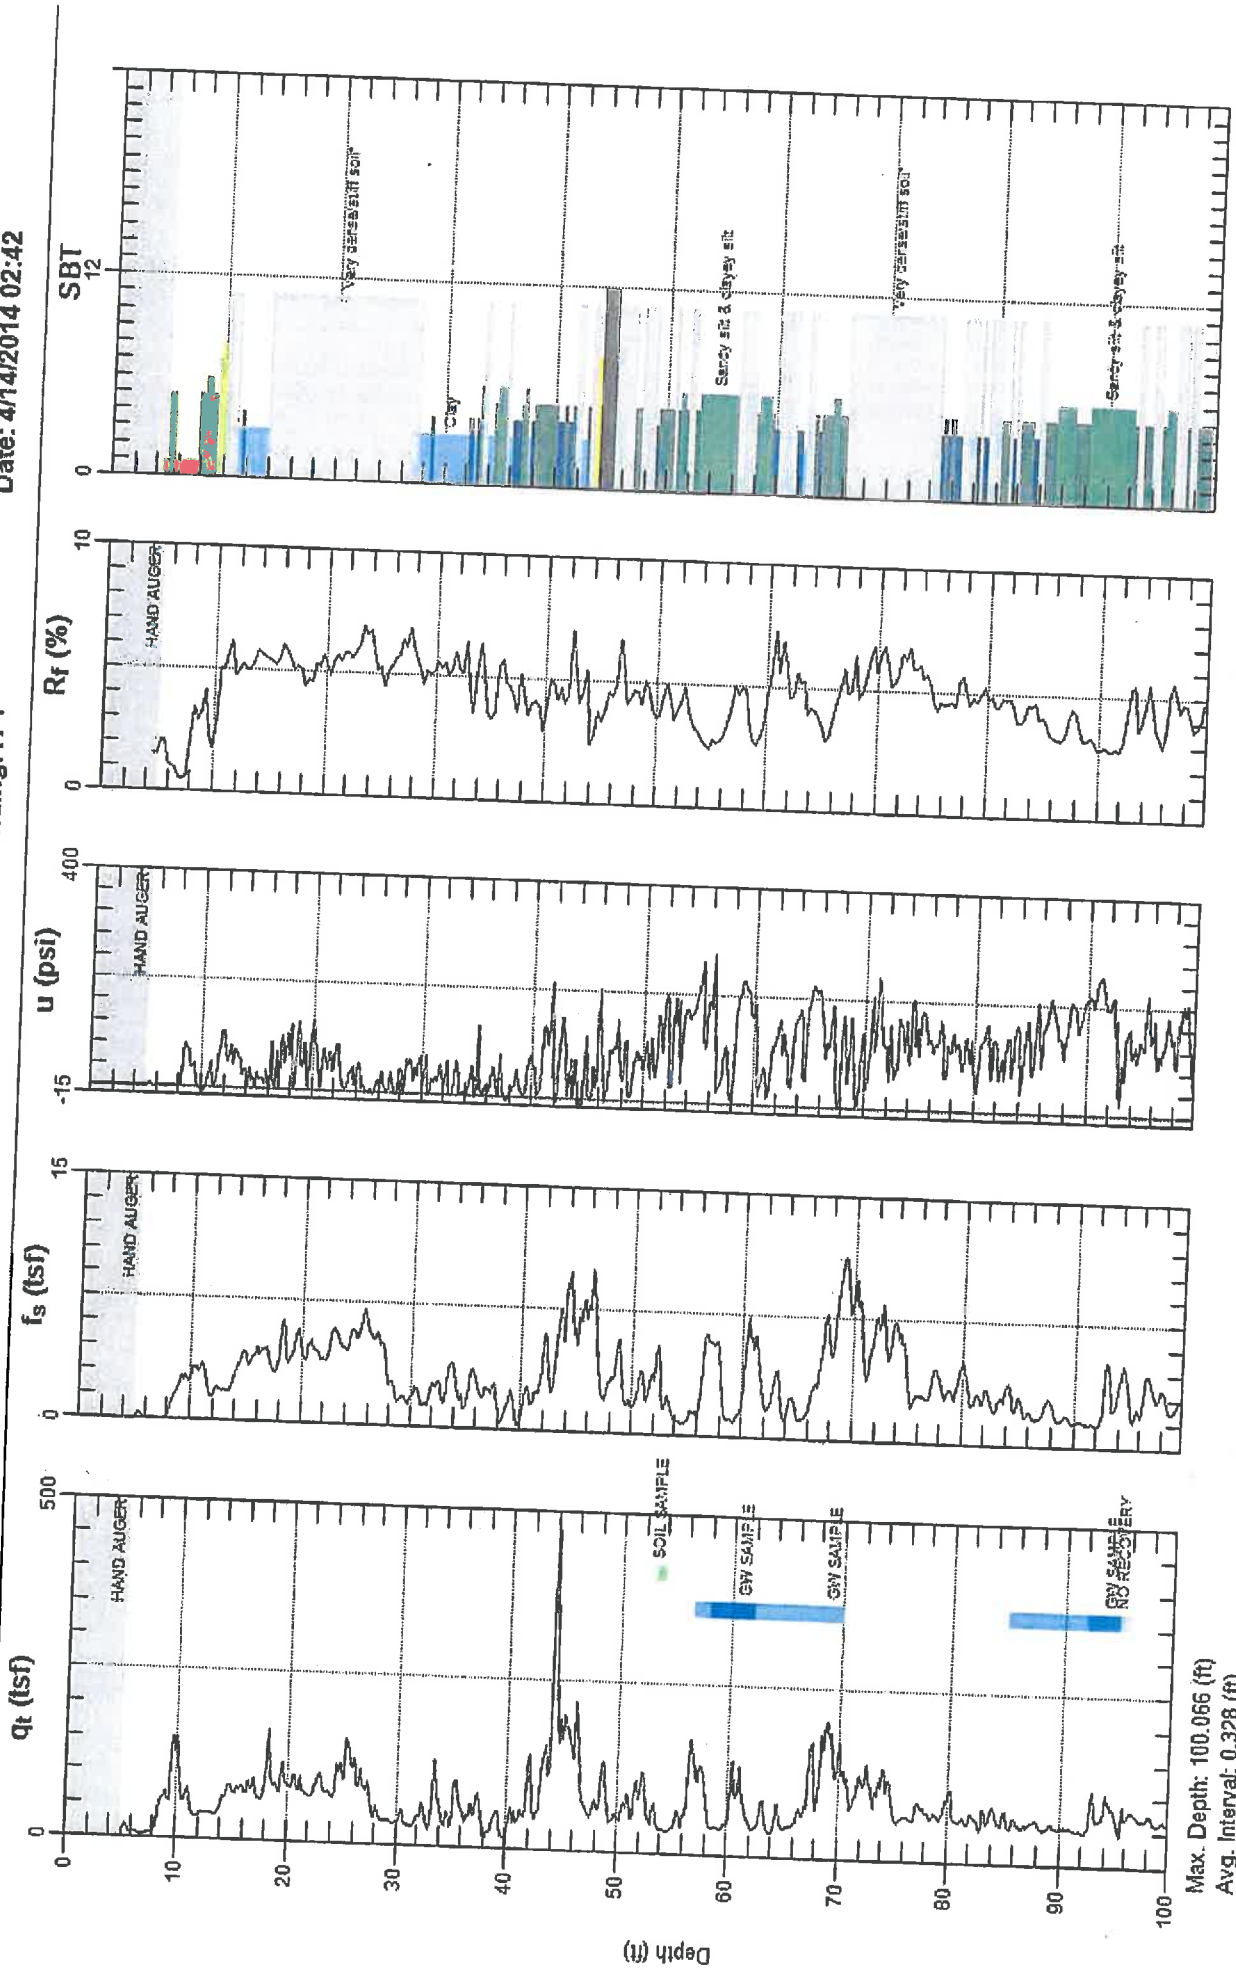 Date: 4/14/2014 02:42
qt (tsf)
0
500
HAND AUGER
SOIL SAMPLE
GW SAMPLE
GW SAMPLE
GW SAMPLE
NO RECOVERY
fs (tsf)
0
15
HAND AUGER
u (psi)
-15
400
HAND AUGER
Rf (%)
0
10
HAND AUGER
SBT
0
12
Very dense/stiff soil*
Clay
Sandy silt & clayey silt
Very dense/stiff soil*
Sandy silt & clayey silt
0
10
20
30
40
50
60
70
80
90
100
Depth (ft)
Max. Depth: 100.066 (ft)
Avg. Interval: 0.328 (ft)